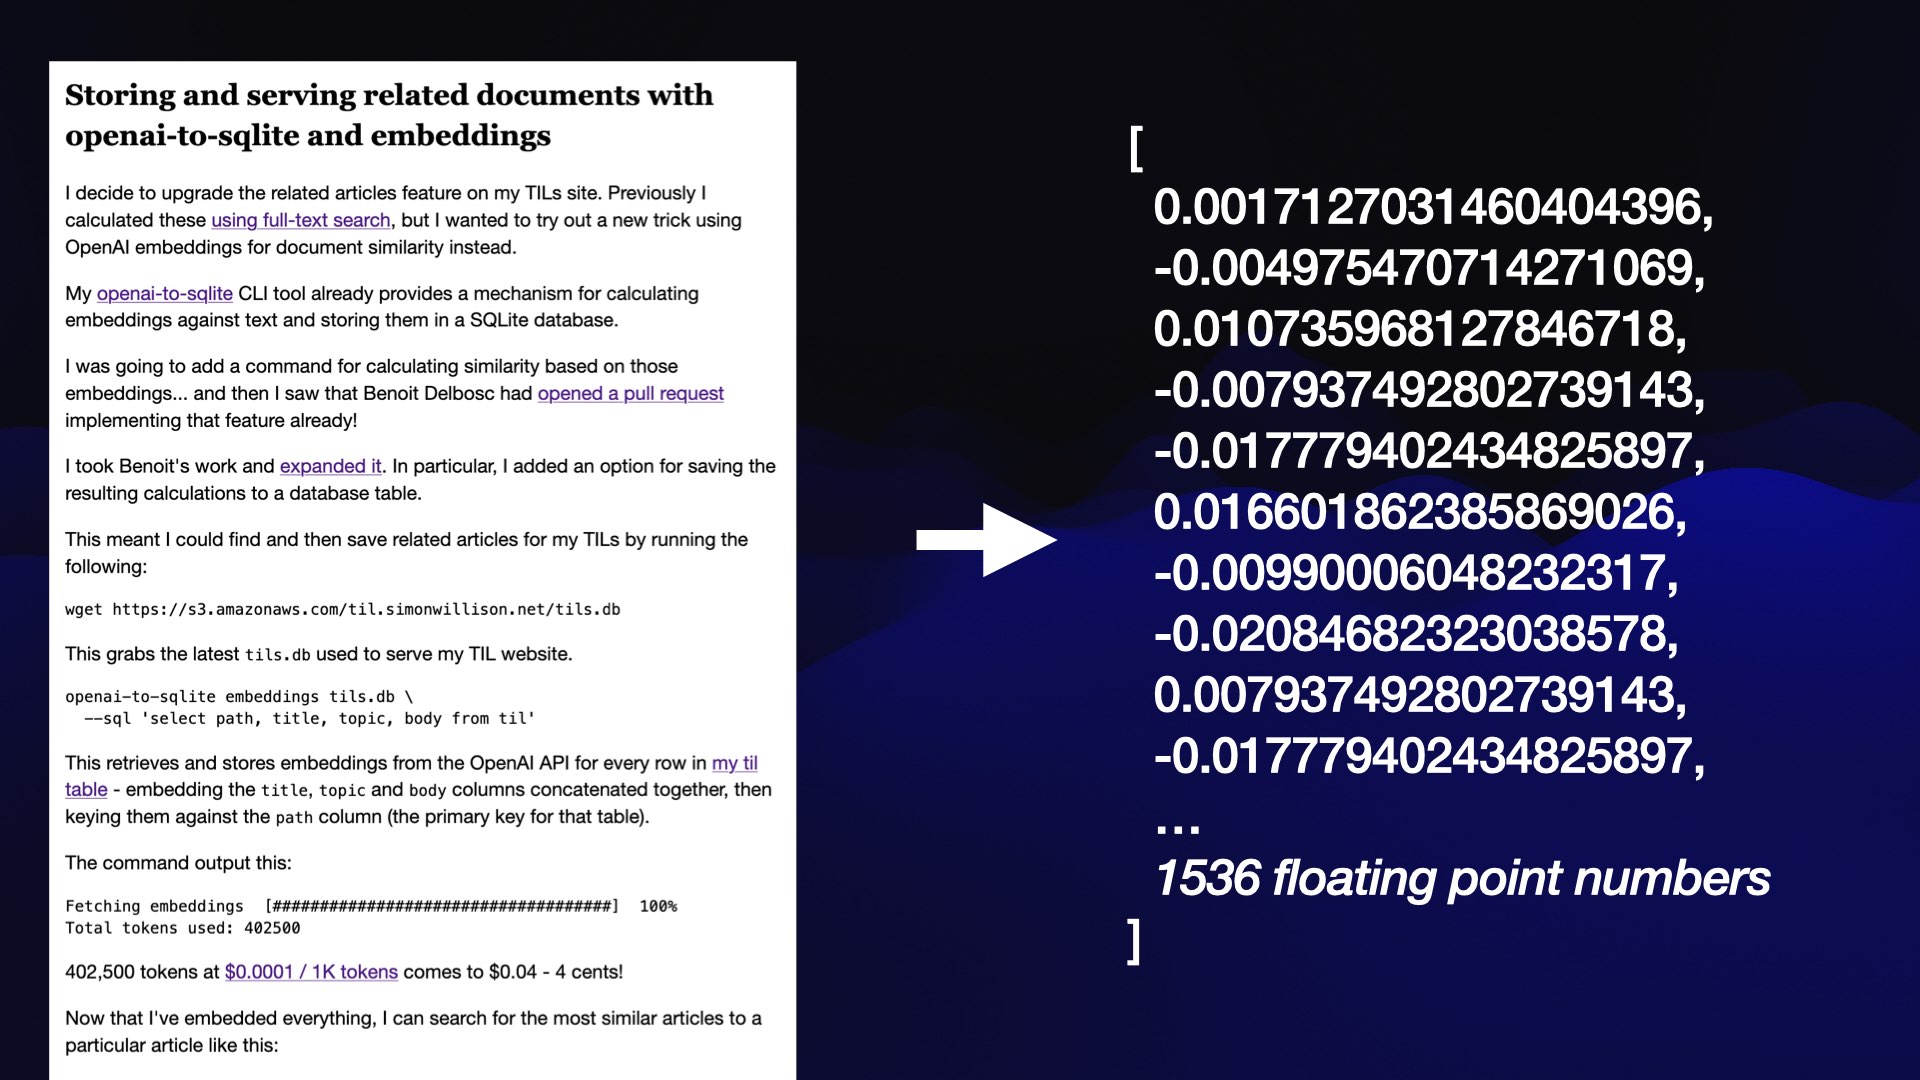 Storing and serving related documents with
openai-to-sqlite and embeddings
I decide to upgrade the related articles feature on my TILs site. Previously I
calculated these using full-text search, but I wanted to try out a new trick using
OpenAI embeddings for document similarity instead.
My openai-to-sqlite CLI tool already provides a mechanism for calculating
embeddings against text and storing them in a SQLite database.
I was going to add a command for calculating similarity based on those
embeddings... and then I saw that Benoit Delbosc had opened a pull request
implementing that feature already!
I took Benoit's work and expanded it. In particular, I added an option for saving the
resulting calculations to a database table.
This meant I could find and then save related articles for my TILs by running the
following:
wget https://s3.amazonaws.com/til.simonwillison.net/tils.db
This grabs the latest tils.db used to serve my TIL website.
openai-to-sqlite embeddings tils.db \
  --sql 'select path, title, topic, body from til'
This retrieves and stores embeddings from the OpenAI API for every row in my til
table - embedding the title, topic and body columns concatenated together, then
keying them against the path column (the primary key for that table).
The command output this:
Fetching embeddings  [####################################]  100%
Total tokens used: 402500
402,500 tokens at $0.0001 / 1K tokens comes to $0.04 - 4 cents!
Now that I've embedded everything, I can search for the most similar articles to a
particular article like this:
[
0.0017127031460404396,
-0.004975470714271069,
0.010735968127846718,
-0.007937492802739143,
-0.017779402434825897,
0.016601862385869026,
-0.00990006048232317,
-0.02084682323038578,
0.007937492802739143,
-0.017779402434825897,
…
1536 floating point numbers
]